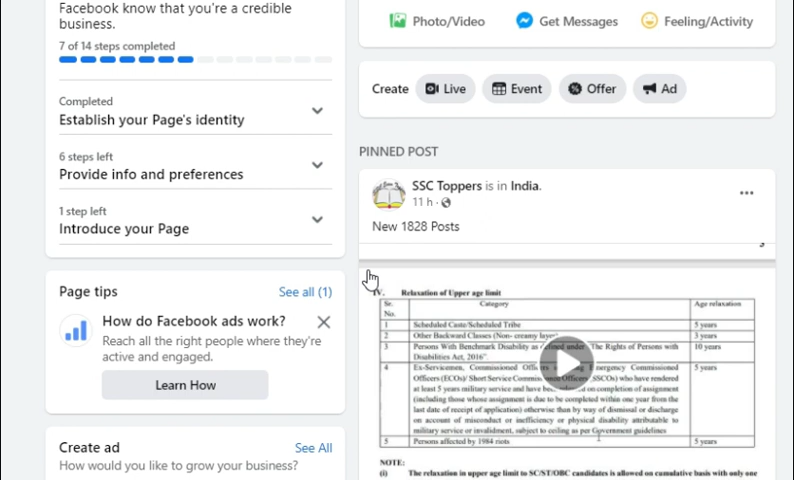 Facebook know that you're a credible
business.
7 of 14 steps completed
Completed
Establish your Page's identity
6 steps left
Provide info and preferences
1 step left
Introduce your Page
Page tips
See all (1)
How do Facebook ads work?
Reach all the right people where they're
active and engaged.
Learn How
Create ad
See All
How would you like to grow your business?
Photo/Video
Get Messages
Feeling/Activity
Create
Live
Event
Offer
Ad
PINNED POST
SSC Toppers is in India.
11 h ·
New 1828 Posts
IV. Relaxation of Upper age limit
Sr. No. Category Age relaxation
1 Scheduled Caste/Scheduled Tribe 5 years
2 Other Backward Classes (Non- creamy layer 3 years
3 Persons With Benchmark Disability as defined under "The Rights of Persons with 10 years
Disabilities Act, 2016".
4 Ex-Servicemen, Commissioned Emergency Commissioned 5 years
Officers (ECOs)/ Short Service SSCOs) who have rendered
at least 5 years military service and have on completion of assignment
(including those whose assignment is due to be completed within one year from the
last date of receipt of application) otherwise than by way of dismissal or discharge
on account of misconduct or inefficiency or physical disability attributable to
military service or invalidment, subject to ceiling as per Government guidelines
5 Persons affected by 1984 riots 5 years
NOTE:
(i) The relaxation in upper age limit to SC/ST/OBC candidates is allowed on cumulative basis with only one